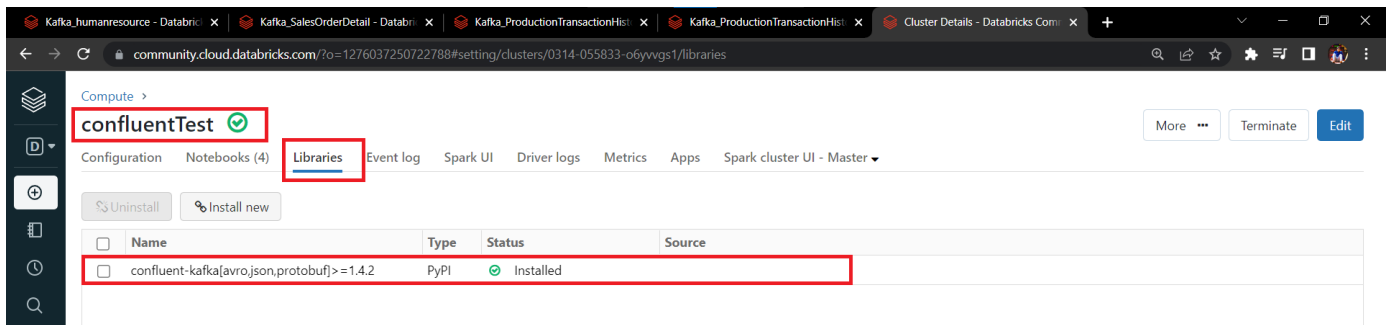 Kafka_humanresource - Databric
Kafka_SalesOrderDetail - Databri
Kafka_ProductionTransactionHist
Kafka_ProductionTransactionHist
Cluster Details - Databricks Com
community.cloud.databricks.com/?o=1276037250722788#setting/clusters/0314-055833-o6yvvgs1/libraries
Compute >
confluentTest
More ··· Terminate Edit
D
Configuration Notebooks (4) Libraries Event log Spark UI Driver logs Metrics Apps Spark cluster UI - Master
Uninstall Install new
Name Type Status Source
confluent-kafka[avro,json,protobuf]>=1.4.2 PyPI Installed